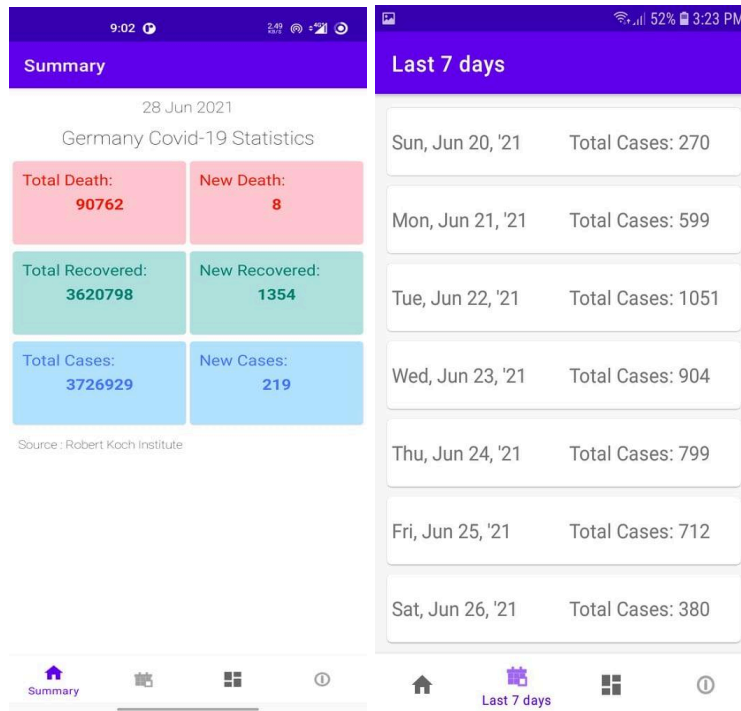 9:02
2.49
KB/S
4G
Summary
28 Jun 2021
Germany Covid-19 Statistics
Total Death:
90762
New Death:
8
Total Recovered:
3620798
New Recovered:
1354
Total Cases:
3726929
New Cases:
219
Source : Robert Koch Institute
Summary
52% 3:23 PM
Last 7 days
Sun, Jun 20, '21 Total Cases: 270
Mon, Jun 21, '21 Total Cases: 599
Tue, Jun 22, '21 Total Cases: 1051
Wed, Jun 23, '21 Total Cases: 904
Thu, Jun 24, '21 Total Cases: 799
Fri, Jun 25, '21 Total Cases: 712
Sat, Jun 26, '21 Total Cases: 380
Last 7 days